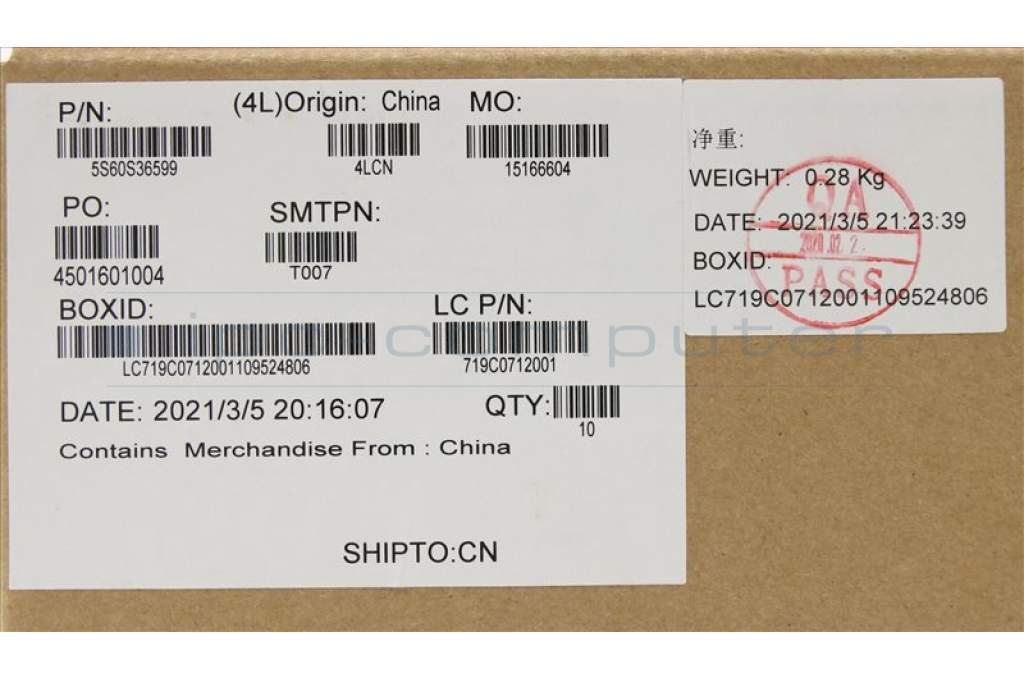 P/N:
5S60S36599
(4L)Origin: China
4LCN
MO:
15166604
PO:
4501601004
SMTPN:
T007
BOXID:
LC719C0712001109524806
LC P/N:
719C0712001
DATE: 2021/3/5 20:16:07
QTY:
10
Contains Merchandise From : China
SHIPTO:CN
净重:
WEIGHT: 0.28 Kg
DATE: 2021/3/5 21:23:39
BOXID:
LC719C0712001109524806
QA
PASS
computer